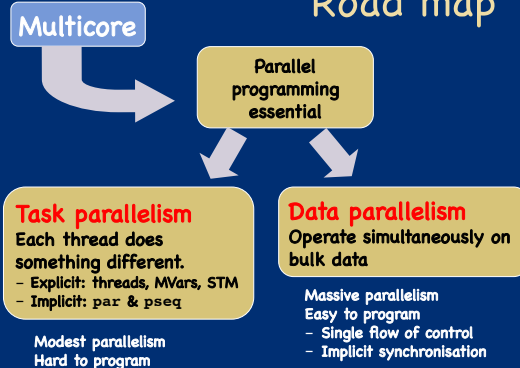 Road map
Multicore
Parallel
programming
essential
Task parallelism
Each thread does
something different.
- Explicit: threads, MVars, STM
- Implicit: par & pseq
Modest parallelism
Hard to program
Data parallelism
Operate simultaneously on
bulk data
Massive parallelism
Easy to program
- Single flow of control
- Implicit synchronisation